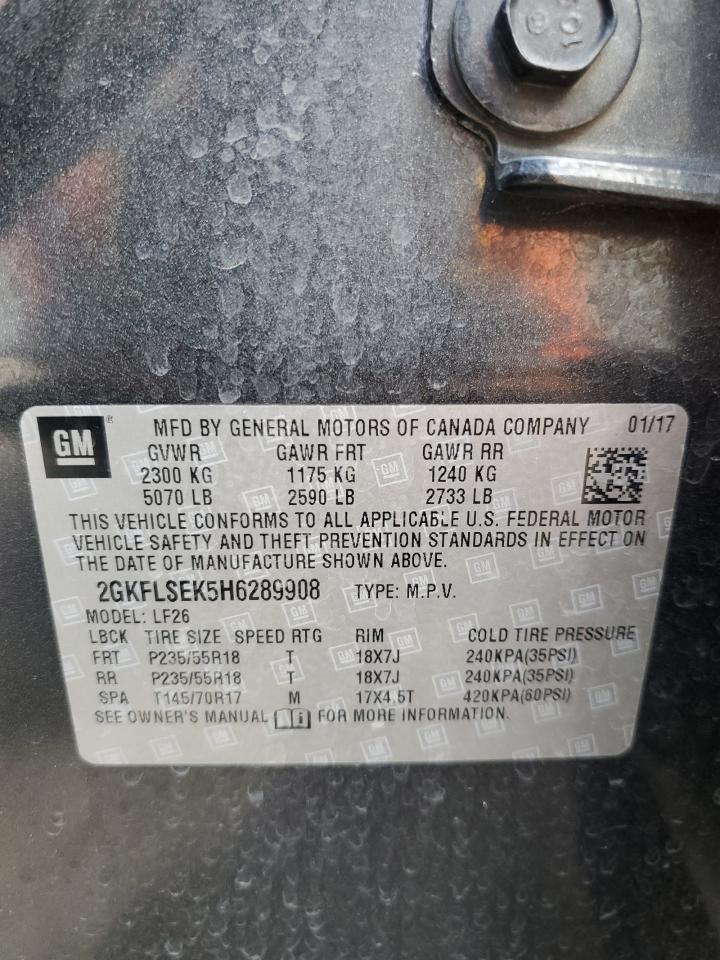 GM
MFD BY GENERAL MOTORS OF CANADA COMPANY 01/17
GVWR GAWR FRT GAWR RR
2300 KG 1175 KG 1240 KG
5070 LB 2590 LB 2733 LB
THIS VEHICLE CONFORMS TO ALL APPLICABLE U.S. FEDERAL MOTOR
VEHICLE SAFETY AND THEFT PREVENTION STANDARDS IN EFFECT ON
THE DATE OF MANUFACTURE SHOWN ABOVE.
2GKFLSEK5H6289908 TYPE: M.P.V.
MODEL: LF26
LBCK TIRE SIZE SPEED RTG RIM COLD TIRE PRESSURE
FRT P235/55R18 T 18X7J 240KPA(35PSI)
RR P235/55R18 T 18X7J 240KPA(35PSI)
SPA T145/70R17 M 17X4.5T 420KPA(60PSI)
SEE OWNER'S MANUAL i FOR MORE INFORMATION.